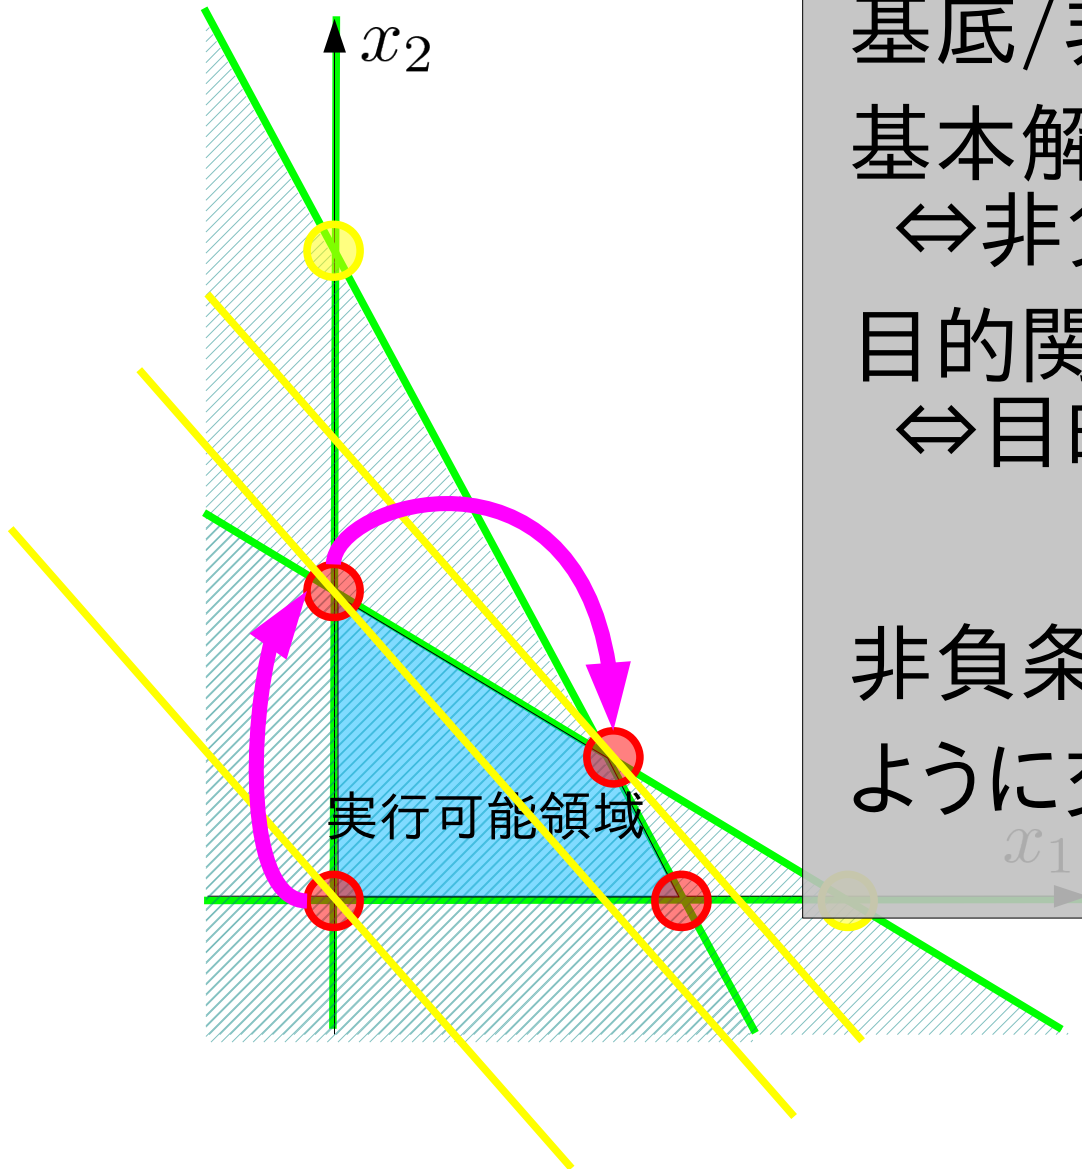 x₂
基底/
基本解
⇔非
目的関
⇔目
非負条
ように
実行可能領域
x₁